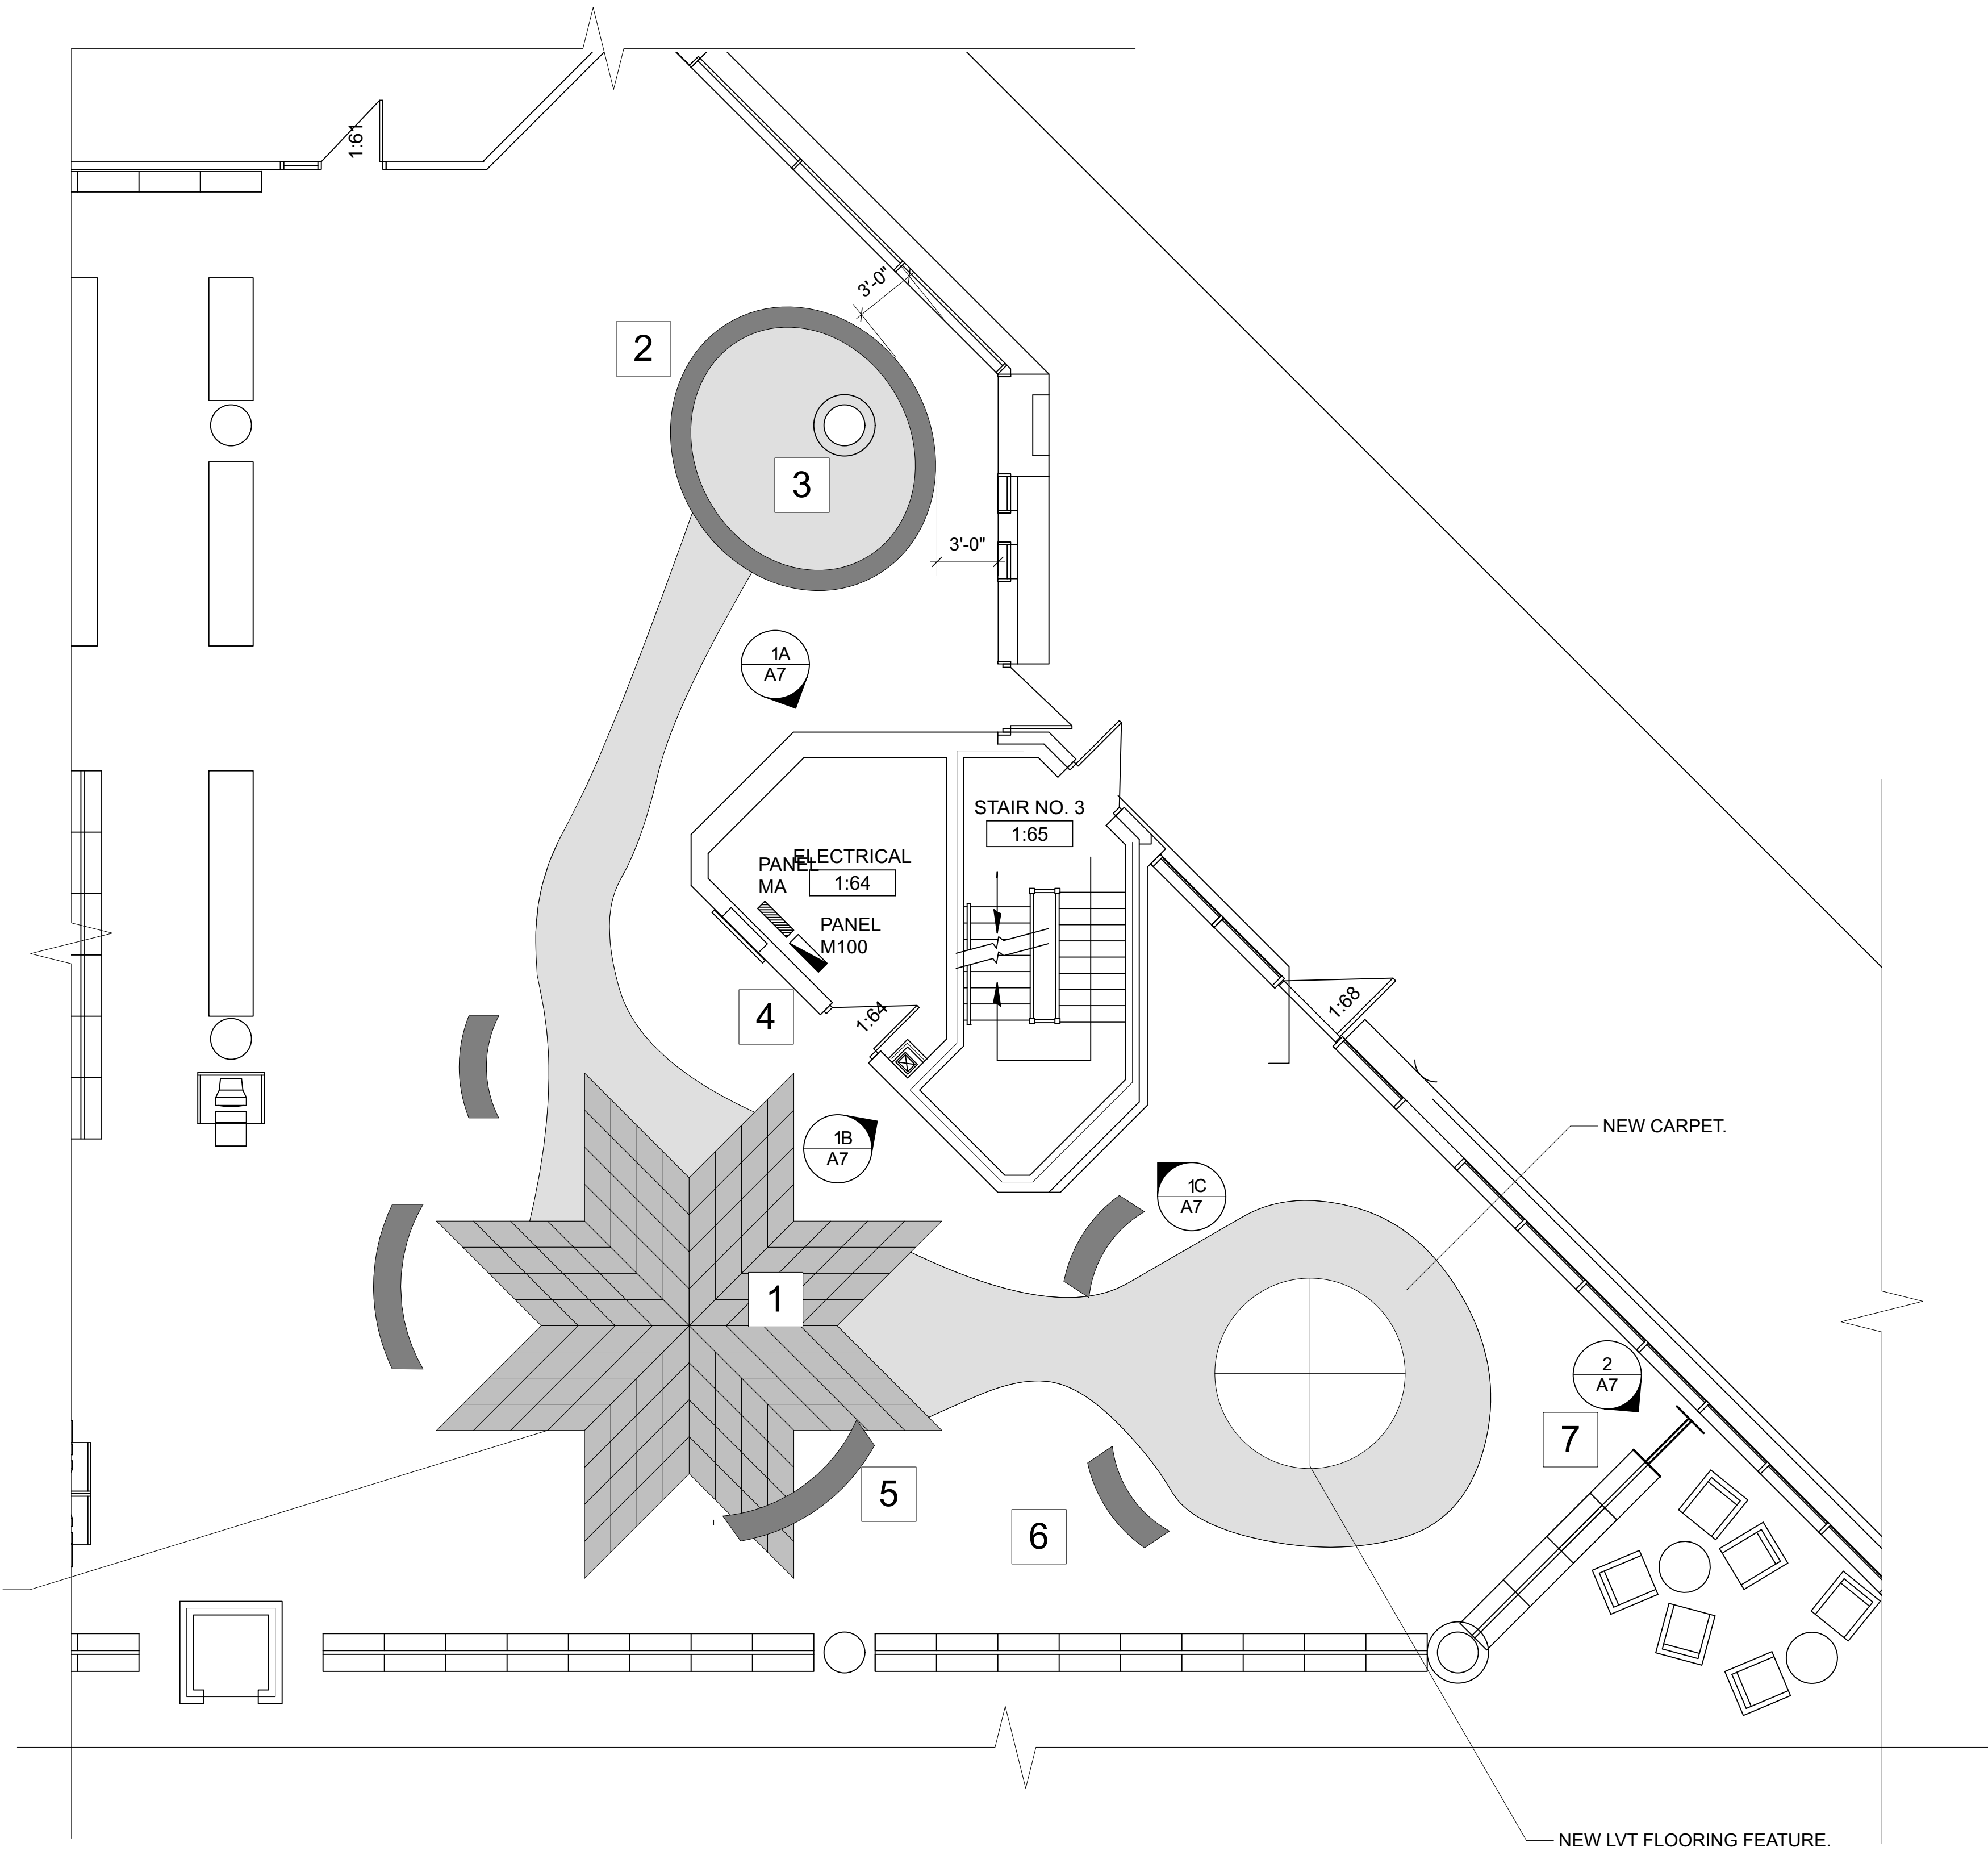 1:61
3'-0"
2
3
3'-0"
1A
A7
STAIR NO. 3
1:65
ELECTRICAL
1:64
PANEL
MA
PANEL
M100
4
1:64
1:68
NEW CARPET.
1B
A7
1C
A7
1
2
A7
7
5
6
NEW LVT FLOORING FEATURE.